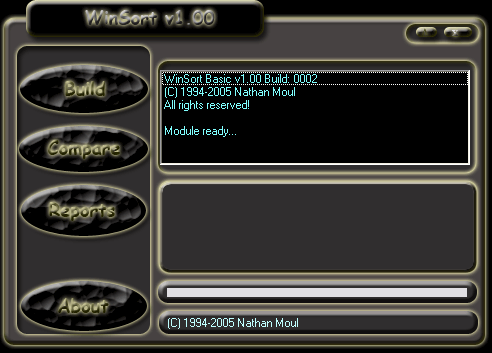 WinSort v1.00
Build
Compare
Reports
About
WinSort Basic v1.00 Build: 0002
(C) 1994-2005 Nathan Moul
All rights reserved!
Module ready...
(C) 1994-2005 Nathan Moul